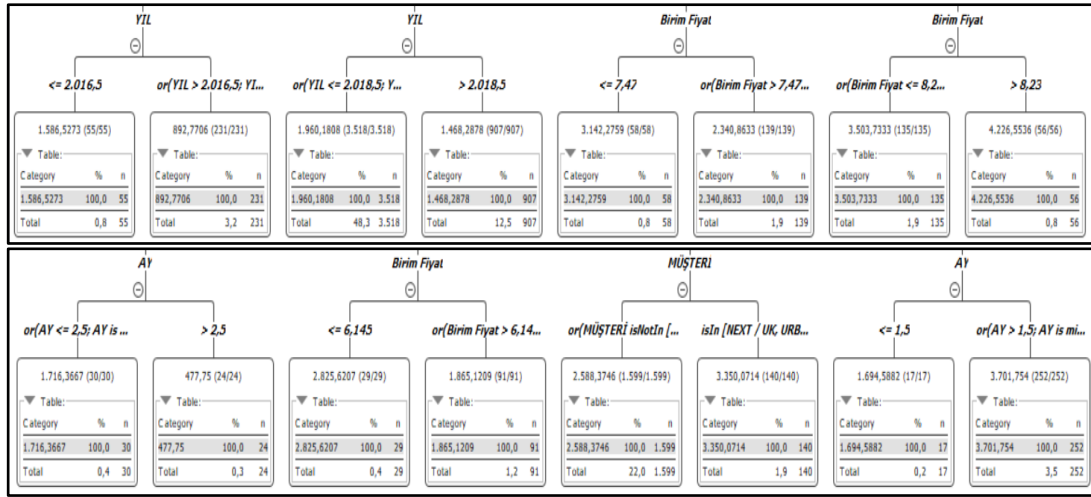 YIL YIL Birim Fiyat Birim Fiyat
<= 2.016,5 or(YIL > 2.016,5; YI... or(YIL <= 2.018,5; Y... > 2.018,5 <= 7,47 or(Birim Fiyat > 7,47... or(Birim Fiyat <= 8,2... > 8,23
1.586,5273 (55/55) 892,7706 (231/231) 1.960,1808 (3.518/3.518) 1.468,2878 (907/907) 3.142,2759 (58/58) 2.340,8633 (139/139) 3.503,7333 (135/135) 4.226,5536 (56/56)
Table: Table: Table: Table: Table: Table: Table: Table:
Category % n Category % n Category % n Category % n Category % n Category % n Category % n Category % n
1.586,5273 100,0 55 892,7706 100,0 231 1.960,1808 100,0 3.518 1.468,2878 100,0 907 3.142,2759 100,0 58 2.340,8633 100,0 139 3.503,7333 100,0 135 4.226,5536 100,0 56
Total 0,8 55 Total 3,2 231 Total 48,3 3.518 Total 12,5 907 Total 0,8 58 Total 1,9 139 Total 1,9 135 Total 0,8 56
AY Birim Fiyat MÜŞTERİ AY
or(AY <= 2,5; AY is ... > 2,5 <= 6,145 or(Birim Fiyat > 6,14... or(MÜŞTERİ isNotIn [... isIn [NEXT / UK, URB... <= 1,5 or(AY > 1,5; AY is mi...
1.716,3667 (30/30) 477,75 (24/24) 2.825,6207 (29/29) 1.865,1209 (91/91) 2.588,3746 (1.599/1.599) 3.350,0714 (140/140) 1.694,5882 (17/17) 3.701,754 (252/252)
Table: Table: Table: Table: Table: Table: Table: Table:
Category % n Category % n Category % n Category % n Category % n Category % n Category % n Category % n
1.716,3667 100,0 30 477,75 100,0 24 2.825,6207 100,0 29 1.865,1209 100,0 91 2.588,3746 100,0 1.599 3.350,0714 100,0 140 1.694,5882 100,0 17 3.701,754 100,0 252
Total 0,4 30 Total 0,3 24 Total 0,4 29 Total 1,2 91 Total 22,0 1.599 Total 1,9 140 Total 0,2 17 Total 3,5 252